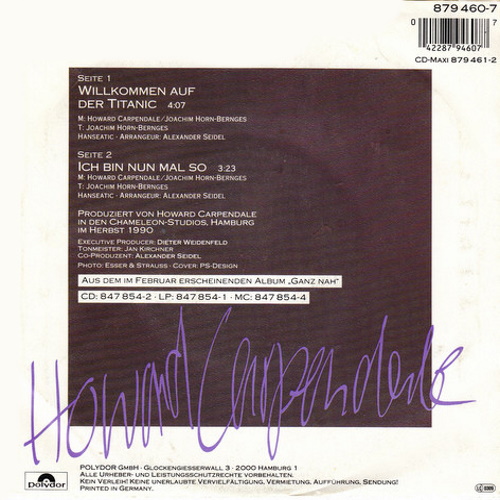 879 460-7
0 42287 94607 7
CD-MAXI 879 461-2
SEITE 1
WILLKOMMEN AUF
DER TITANIC 4:07
M: HOWARD CARPENDALE/JOACHIM HORN-BERNGES
T: JOACHIM HORN-BERNGES
HANSEATIC · ARRANGEUR: ALEXANDER SEIDEL
SEITE 2
ICH BIN NUN MAL SO 3:23
M: HOWARD CARPENDALE/JOACHIM HORN-BERNGES
T: JOACHIM HORN-BERNGES
HANSEATIC · ARRANGEUR: ALEXANDER SEIDEL
PRODUZIERT VON HOWARD CARPENDALE
IN DEN CHAMELEON-STUDIOS, HAMBURG
IM HERBST 1990
EXECUTIVE PRODUCER: DIETER WEIDENFELD
TONMEISTER: JAN KIRCHNER
CO-PRODUZENT: ALEXANDER SEIDEL
PHOTO: ESSER & STRAUSS · COVER: PS-DESIGN
AUS DEM IM FEBRUAR ERSCHEINENDEN ALBUM „GANZ NAH“
CD: 847 854-2 · LP: 847 854-1 · MC: 847 854-4
Howard Carpendale
POLYDOR GMBH · GLOCKENGIESSERWALL 3 · 2000 HAMBURG 1
ALLE URHEBER- UND LEISTUNGSSCHUTZRECHTE VORBEHALTEN.
KEIN VERLEIH! KEINE UNERLAUBTE VERVIELFÄLTIGUNG, VERMIETUNG, AUFFÜHRUNG, SENDUNG!
PRINTED IN GERMANY.
Polydor